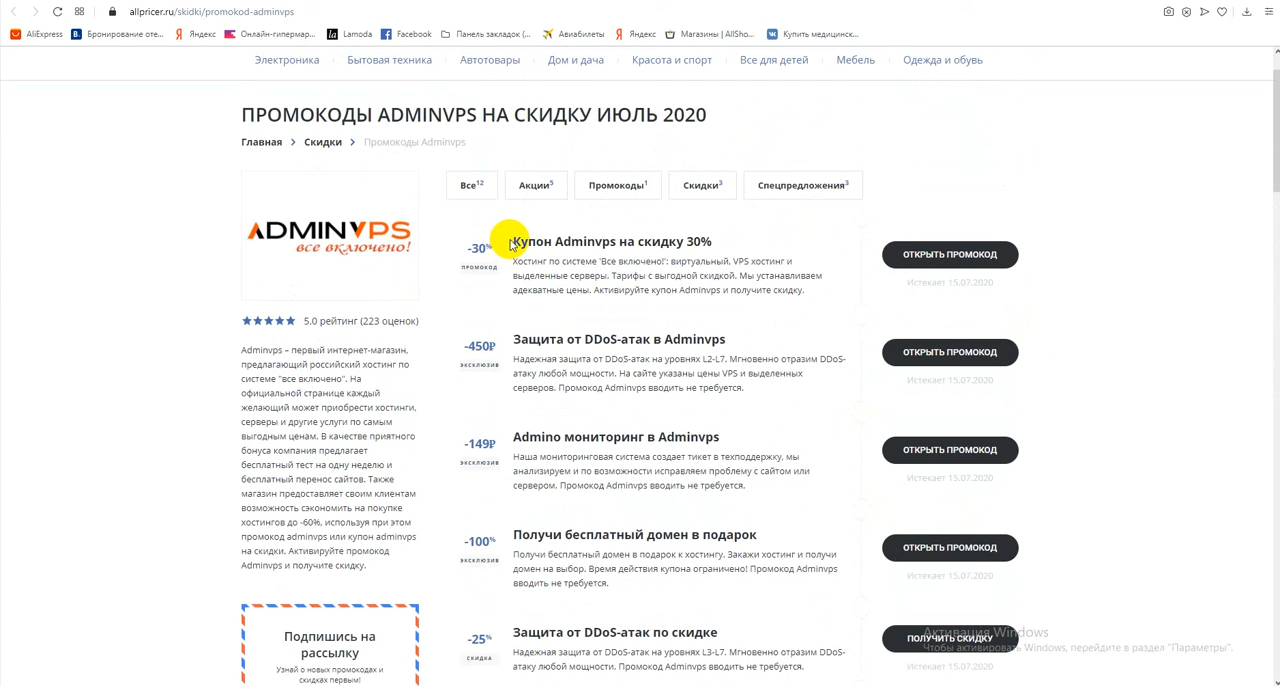 allpricer.ru/skidki/promokod-adminvps
AliExpress
Бронирование оте...
Яндекс
Онлайн-гипермар...
Lamoda
Facebook
Панель закладок (...
Авиабилеты
Яндекс
Магазины | AllSho...
Купить медицинск...
Электроника
Бытовая техника
Автотовары
Дом и дача
Красота и спорт
Все для детей
Мебель
Одежда и обувь
ПРОМОКОДЫ ADMINVPS НА СКИДКУ ИЮЛЬ 2020
Главная > Скидки > Промокоды Adminvps
ADMINVPS
все включено!
5.0 рейтинг (223 оценок)
Adminvps – первый интернет-магазин,
предлагающий российский хостинг по
системе "все включено". На
официальной странице каждый
желающий может приобрести хостинги,
серверы и другие услуги по самым
выгодным ценам. В качестве приятного
бонуса компания предлагает
бесплатный тест на одну неделю и
бесплатный перенос сайтов. Также
магазин предоставляет своим клиентам
возможность сэкономить на покупке
хостингов до -60%, используя при этом
промокод adminvps или купон adminvps
на скидки. Активируйте промокод
Adminvps и получите скидку.
Подпишись на
рассылку
Узнай о новых промокодах и
скидках первым!
Все12
Акции5
Промокоды1
Скидки3
Спецпредложения3
-30%
ПРОМОКОД
Купон Adminvps на скидку 30%
Хостинг по системе 'Все включено!': виртуальный, VPS хостинг и
выделенные серверы. Тарифы с выгодной скидкой. Мы устанавливаем
адекватные цены. Активируйте купон Adminvps и получите скидку.
ОТКРЫТЬ ПРОМОКОД
Истекает 15.07.2020
-450₽
ЭКСКЛЮЗИВ
Защита от DDoS-атак в Adminvps
Надежная защита от DDoS-атак на уровнях L2-L7. Мгновенно отразим DDoS-
атаку любой мощности. На сайте указаны цены VPS и выделенных
серверов. Промокод Adminvps вводить не требуется.
ОТКРЫТЬ ПРОМОКОД
Истекает 15.07.2020
-149₽
ЭКСКЛЮЗИВ
Admino мониторинг в Adminvps
Наша мониторинговая система создает тикет в техподдержку, мы
анализируем и по возможности исправляем проблему с сайтом или
сервером. Промокод Adminvps вводить не требуется.
ОТКРЫТЬ ПРОМОКОД
Истекает 15.07.2020
-100%
ЭКСКЛЮЗИВ
Получи бесплатный домен в подарок
Получи бесплатный домен в подарок к хостингу. Закажи хостинг и получи
домен на выбор. Время действия купона ограничено! Промокод Adminvps
вводить не требуется.
ОТКРЫТЬ ПРОМОКОД
Истекает 15.07.2020
-25%
СКИДКА
Защита от DDoS-атак по скидке
Надежная защита от DDoS-атак на уровнях L3-L7. Мгновенно отразим DDoS-
атаку любой мощности. Промокод Adminvps вводить не требуется.
ПОЛУЧИТЬ СКИДКУ
Истекает 15.07.2020
Активация Windows
Чтобы активировать Windows, перейдите в раздел "Параметры".